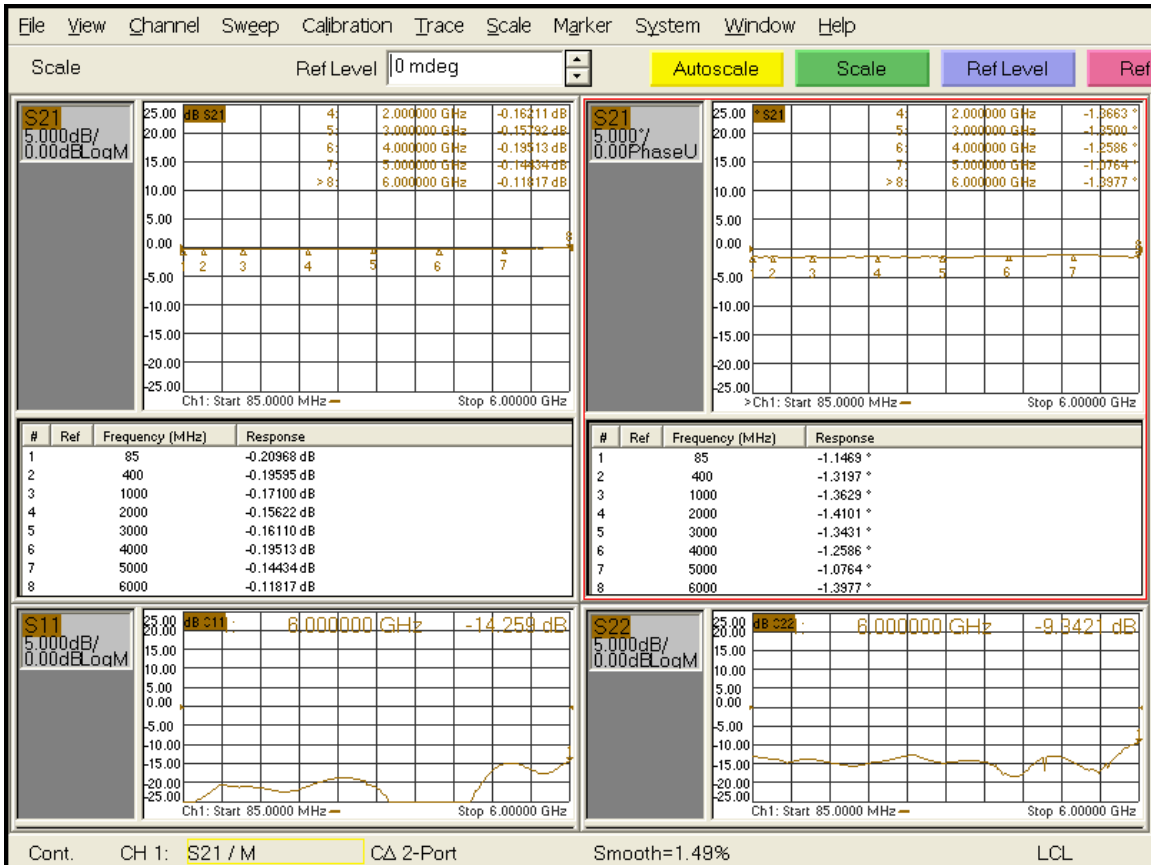 File View Channel Sweep Calibration Trace Scale Marker System Window Help
Scale Ref Level 0 mdeg Autoscale Scale Ref Level Ref
S21
5.000dB/
0.00dBLogM
dB S21
25.00
20.00
15.00
10.00
5.00
0.00
-5.00
-10.00
-15.00
-20.00
-25.00
4: 2.000000 GHz -0.16211 dB
5: 3.000000 GHz -0.15792 dB
6: 4.000000 GHz -0.19513 dB
7: 5.000000 GHz -0.14434 dB
>8: 6.000000 GHz -0.11817 dB
1 2 3 4 5 6 7 8
Ch1: Start 85.0000 MHz Stop 6.00000 GHz
S21
5.000°/
0.00PhaseU
° S21
25.00
20.00
15.00
10.00
5.00
0.00
-5.00
-10.00
-15.00
-20.00
-25.00
4: 2.000000 GHz -1.3663 °
5: 3.000000 GHz -1.3500 °
6: 4.000000 GHz -1.2586 °
7: 5.000000 GHz -1.0764 °
>8: 6.000000 GHz -1.3977 °
1 2 3 4 5 6 7
>Ch1: Start 85.0000 MHz Stop 6.00000 GHz
# Ref Frequency (MHz) Response
1 85 -0.20968 dB
2 400 -0.19595 dB
3 1000 -0.17100 dB
4 2000 -0.15622 dB
5 3000 -0.16110 dB
6 4000 -0.19513 dB
7 5000 -0.14434 dB
8 6000 -0.11817 dB
# Ref Frequency (MHz) Response
1 85 -1.1469 °
2 400 -1.3197 °
3 1000 -1.3629 °
4 2000 -1.4101 °
5 3000 -1.3431 °
6 4000 -1.2586 °
7 5000 -1.0764 °
8 6000 -1.3977 °
S11
5.000dB/
0.00dBLogM
25.00
20.00
15.00
10.00
5.00
0.00
-5.00
-10.00
-15.00
-20.00
-25.00
dB S11 : 6.000000 GHz -14.259 dB
Ch1: Start 85.0000 MHz Stop 6.00000 GHz
S22
5.000dB/
0.00dBLogM
25.00
20.00
15.00
10.00
5.00
0.00
-5.00
-10.00
-15.00
-20.00
-25.00
dB S22 : 6.000000 GHz -9.3421 dB
Ch1: Start 85.0000 MHz Stop 6.00000 GHz
Cont. CH 1: S21 / M CΔ 2-Port Smooth=1.49% LCL